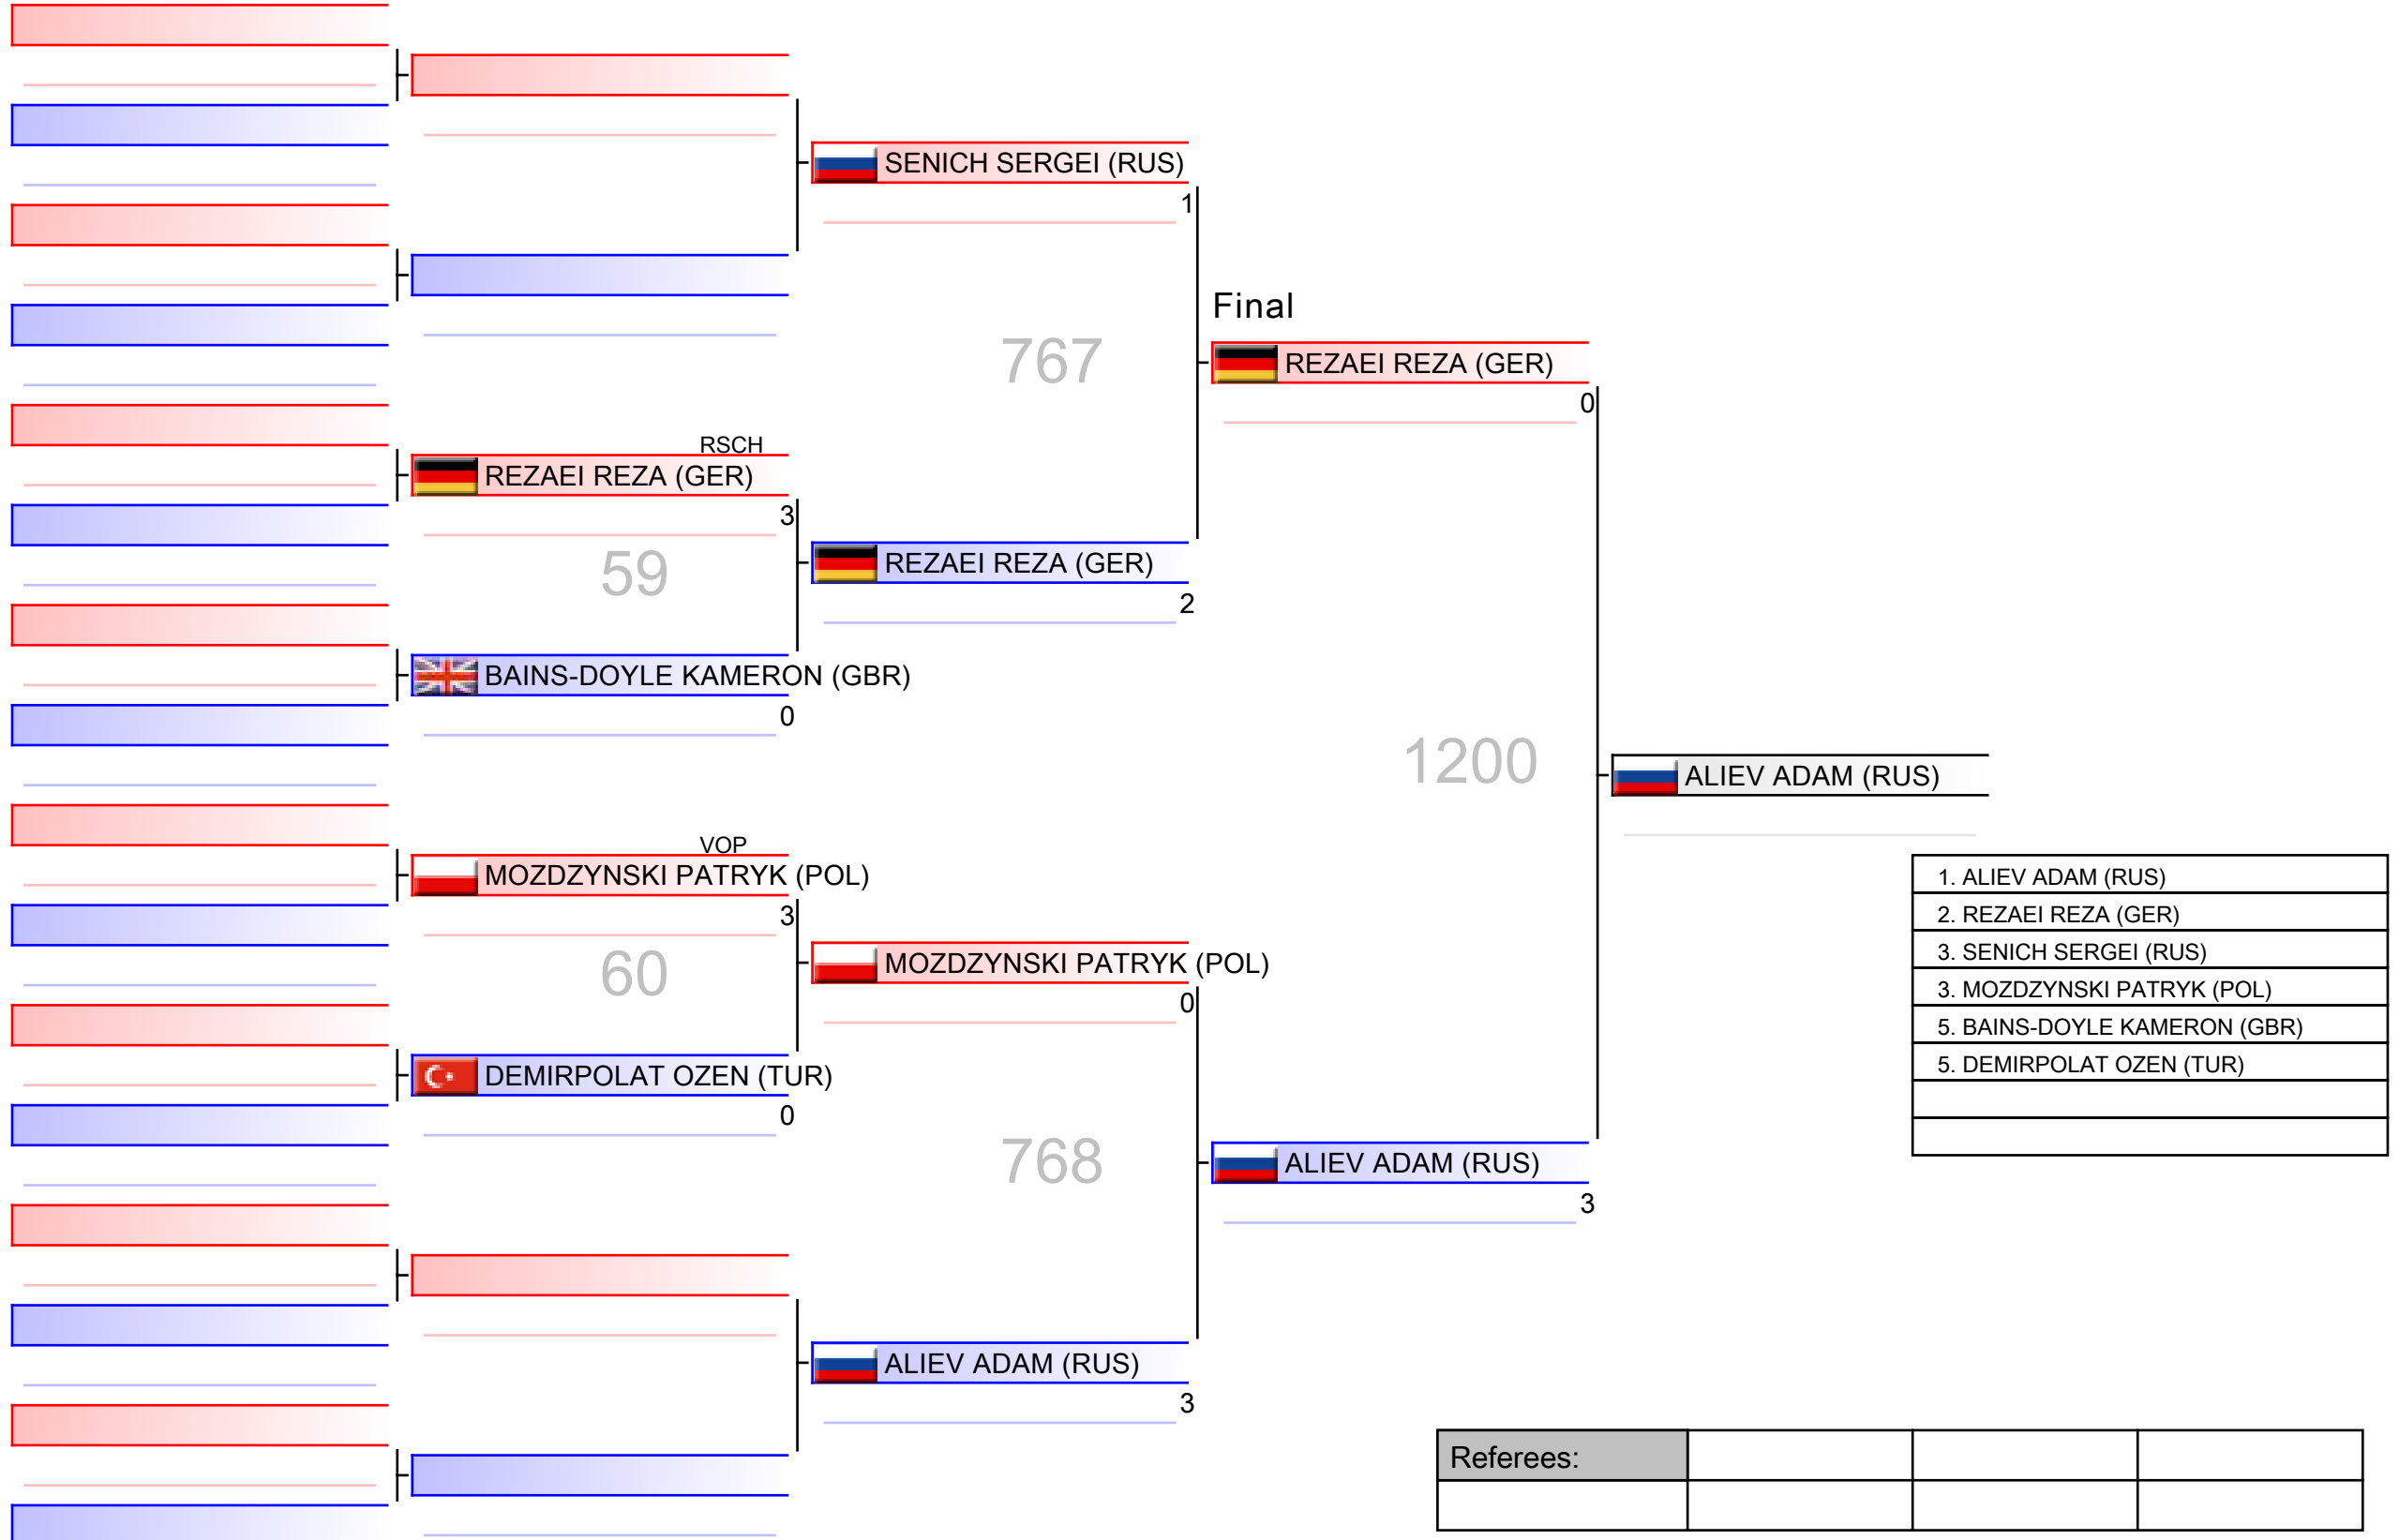 SENICH SERGEI (RUS)
1
767
Final
REZAEI REZA (GER)
0
RSCH
REZAEI REZA (GER)
3
59
REZAEI REZA (GER)
2
BAINS-DOYLE KAMERON (GBR)
0
1200
ALIEV ADAM (RUS)
VOP
MOZDZYNSKI PATRYK (POL)
3
60
MOZDZYNSKI PATRYK (POL)
0
DEMIRPOLAT OZEN (TUR)
0
768
ALIEV ADAM (RUS)
3
ALIEV ADAM (RUS)
3
1. ALIEV ADAM (RUS)
2. REZAEI REZA (GER)
3. SENICH SERGEI (RUS)
3. MOZDZYNSKI PATRYK (POL)
5. BAINS-DOYLE KAMERON (GBR)
5. DEMIRPOLAT OZEN (TUR)
Referees: